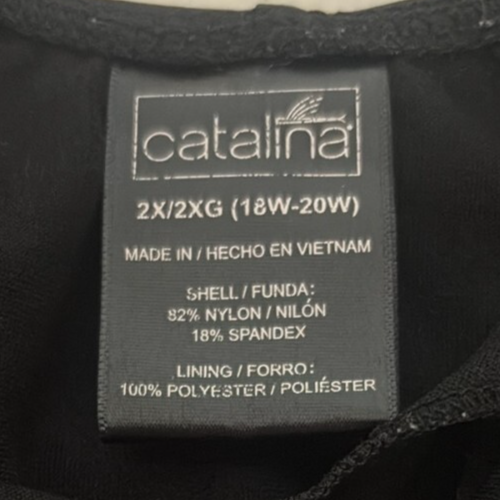 catalina
2X/2XG (18W-20W)
MADE IN / HECHO EN VIETNAM
SHELL / FUNDA:
82% NYLON / NILÓN
18% SPANDEX
LINING / FORRO:
100% POLYESTER / POLIÉSTER